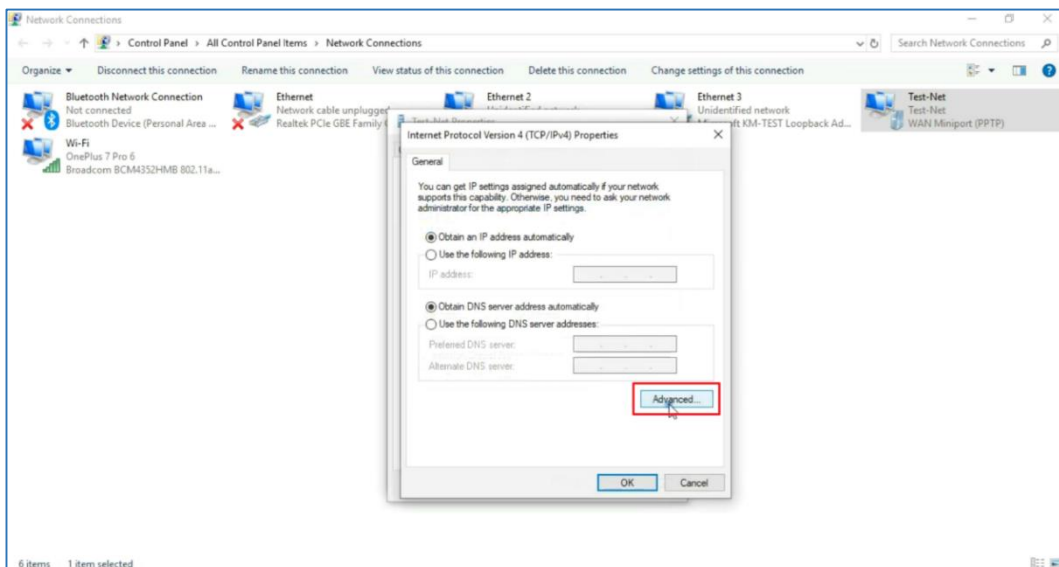 Network Connections
Control Panel > All Control Panel Items > Network Connections
Search Network Connections
Organize Disconnect this connection Rename this connection View status of this connection Delete this connection Change settings of this connection
Bluetooth Network Connection
Not connected
Bluetooth Device (Personal Area ...
Ethernet
Network cable unplugged
Realtek PCIe GBE Family
Ethernet 2
Ethernet 3
Unidentified network
KM-TEST Loopback Ad...
Test-Net
Test-Net
WAN Miniport (PPTP)
Wi-Fi
OnePlus 7 Pro 6
Broadcom BCM4352HMB 802.11a...
Test-Net Properties
Internet Protocol Version 4 (TCP/IPv4) Properties
General
You can get IP settings assigned automatically if your network
supports this capability. Otherwise, you need to ask your network
administrator for the appropriate IP settings.
Obtain an IP address automatically
Use the following IP address:
IP address:
Obtain DNS server address automatically
Use the following DNS server addresses:
Preferred DNS server:
Alternate DNS server:
Advanced...
OK Cancel
6 items 1 item selected